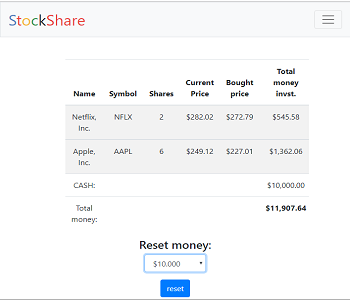 StockShare
Name Symbol Shares Current Price Bought price Total money invst.
Netflix, Inc. NFLX 2 $282.02 $272.79 $545.58
Apple, Inc. AAPL 6 $249.12 $227.01 $1,362.06
CASH: $10,000.00
Total money: $11,907.64
Reset money:
$10.000
reset